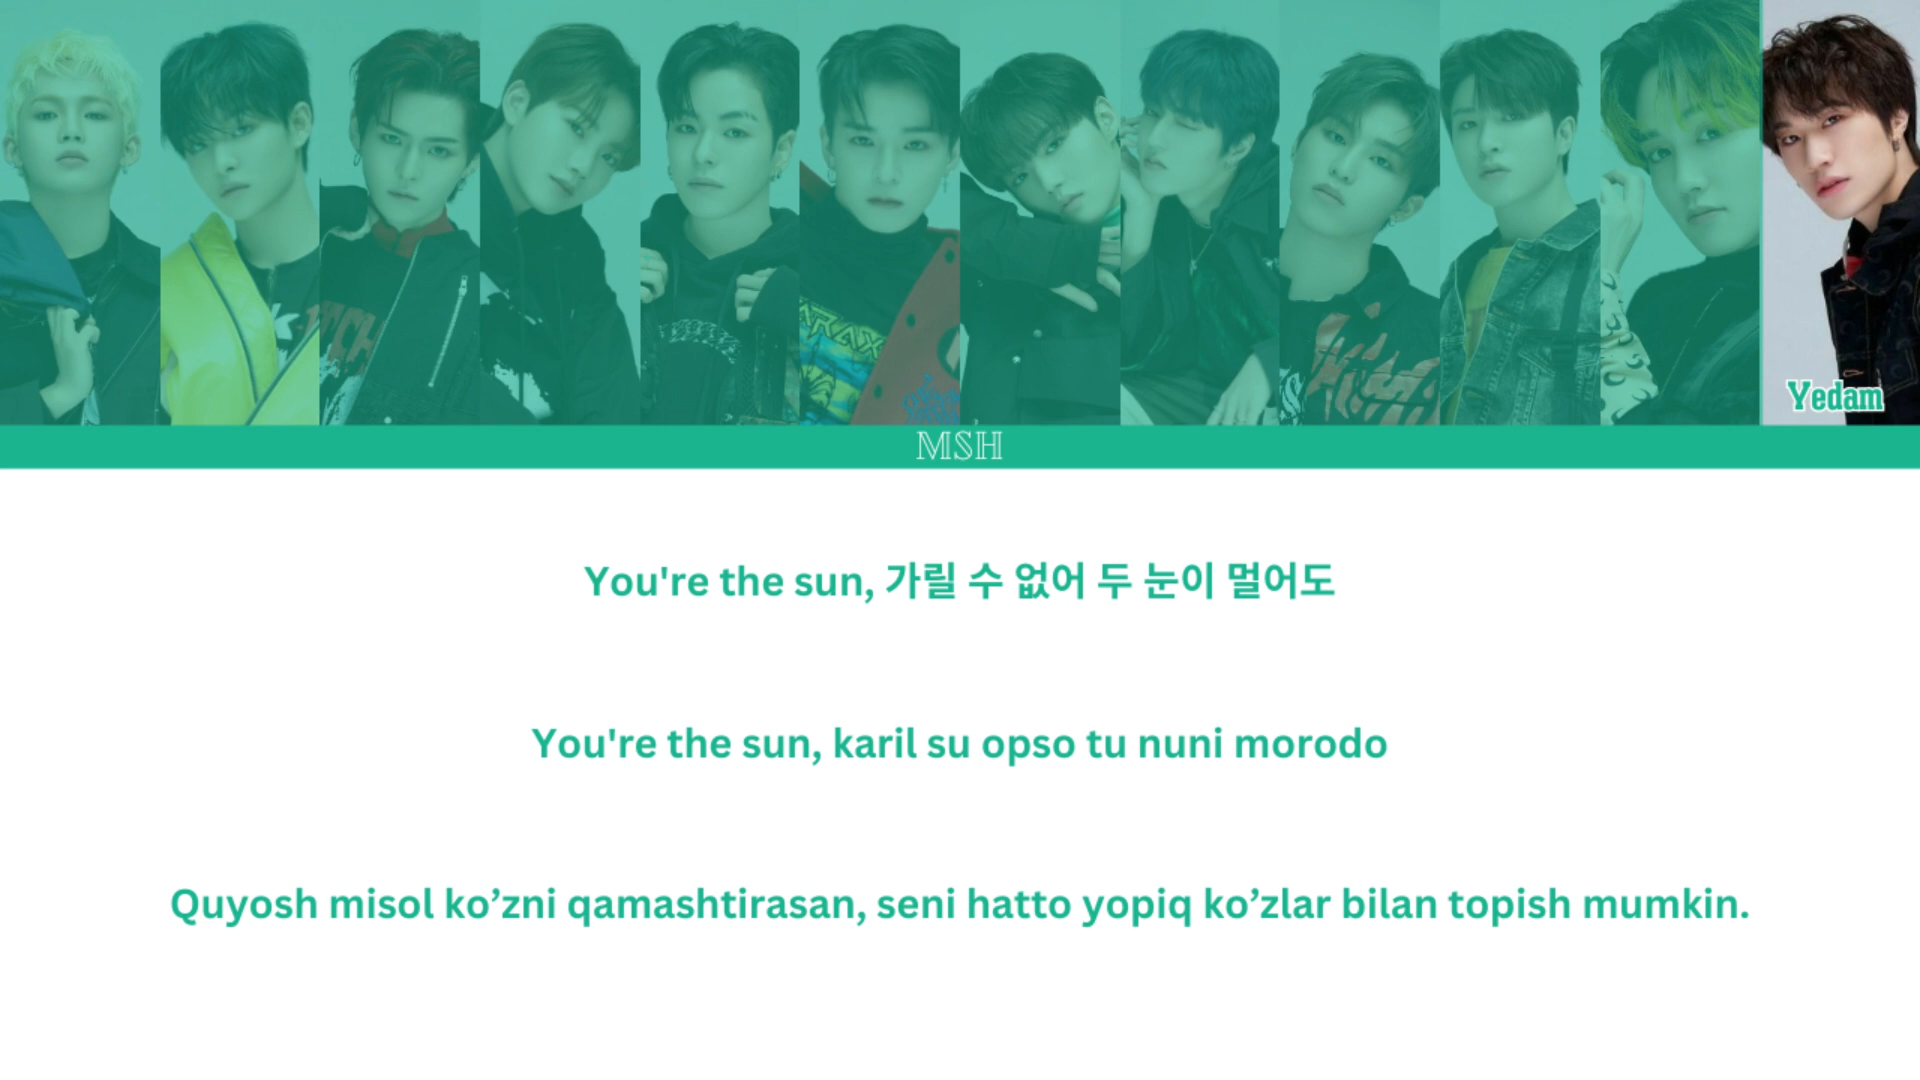 Yedam
MSH
You're the sun, 가릴 수 없어 두 눈이 멀어도
You're the sun, karil su opso tu nuni morodo
Quyosh misol ko’zni qamashtirasan, seni hatto yopiq ko’zlar bilan topish mumkin.